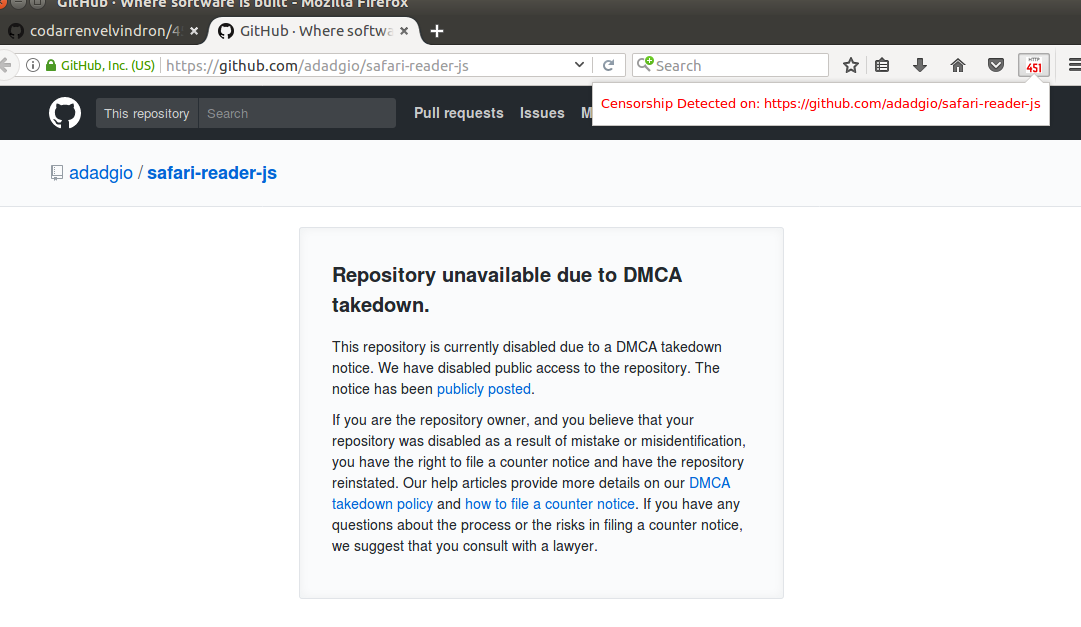 GitHub · Where software is built - Mozilla Firefox
codarrenvelvindron/4
GitHub · Where softwa
GitHub, Inc. (US)
https://github.com/adadgio/safari-reader-js
Search
HTTP
451
Censorship Detected on: https://github.com/adadgio/safari-reader-js
This repository
Search
Pull requests
Issues
M
adadgio / safari-reader-js
Repository unavailable due to DMCA
takedown.
This repository is currently disabled due to a DMCA takedown
notice. We have disabled public access to the repository. The
notice has been publicly posted.
If you are the repository owner, and you believe that your
repository was disabled as a result of mistake or misidentification,
you have the right to file a counter notice and have the repository
reinstated. Our help articles provide more details on our DMCA
takedown policy and how to file a counter notice. If you have any
questions about the process or the risks in filing a counter notice,
we suggest that you consult with a lawyer.